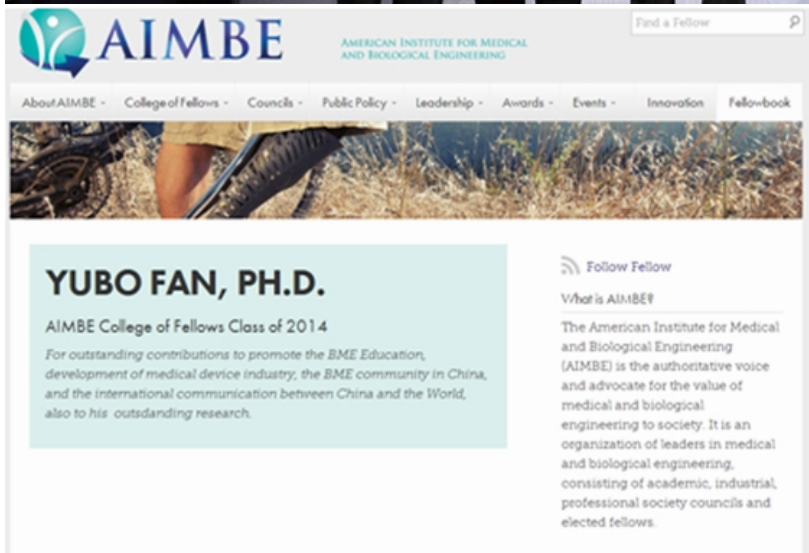 AIMBE
AMERICAN INSTITUTE FOR MEDICAL
AND BIOLOGICAL ENGINEERING
Find a Fellow
About AIMBE College of Fellows Councils Public Policy Leadership Awards Events Innovation Fellowbook
YUBO FAN, PH.D.
AIMBE College of Fellows Class of 2014
For outstanding contributions to promote the BME Education,
development of medical device industry, the BME community in China,
and the international communication between China and the World,
also to his outsdanding research.
Follow Fellow
What is AIMBE?
The American Institute for Medical
and Biological Engineering
(AIMBE) is the authoritative voice
and advocate for the value of
medical and biological
engineering to society. It is an
organization of leaders in medical
and biological engineering,
consisting of academic, industrial,
professional society councils and
elected fellows.